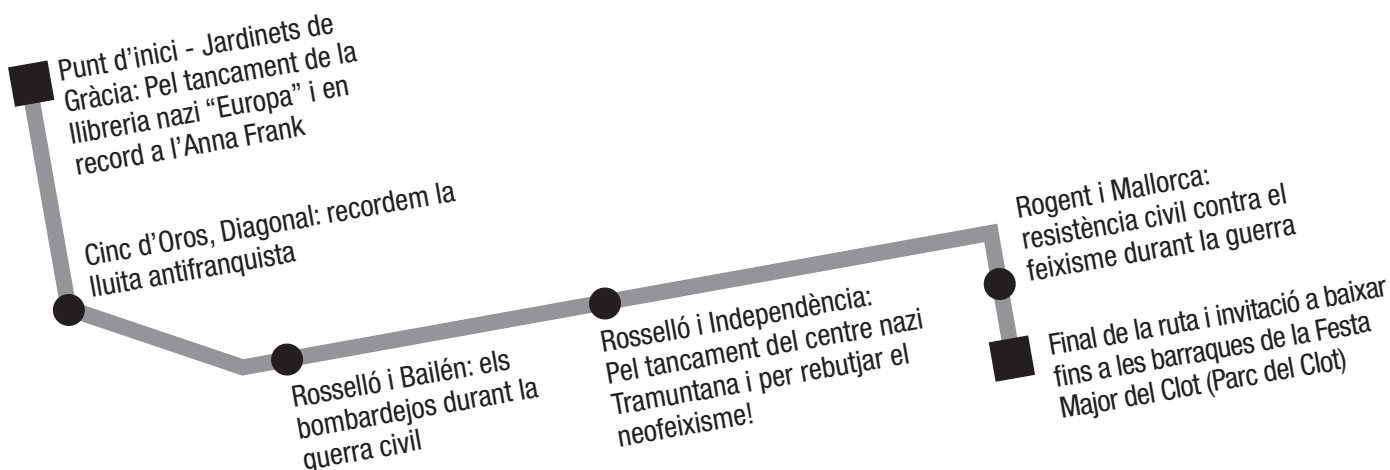 Punt d’inici - Jardinets de
Gràcia: Pel tancament de la
llibreria nazi “Europa” i en
record a l’Anna Frank
Cinc d’Oros, Diagonal: recordem la
lluita antifranquista
Rosselló i Bailén: els
bombardejos durant la
guerra civil
Rosselló i Independència:
Pel tancament del centre nazi
Tramuntana i per rebutjar el
neofeixisme!
Rogent i Mallorca:
resistència civil contra el
feixisme durant la guerra
Final de la ruta i invitació a baixar
fins a les barraques de la Festa
Major del Clot (Parc del Clot)